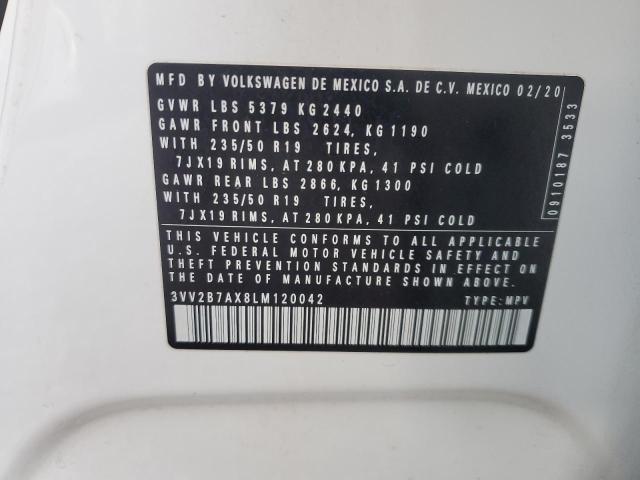 MFD BY VOLKSWAGEN DE MEXICO S.A. DE C.V. MEXICO 02/20
GVWR LBS 5379 KG 2440
GAWR FRONT LBS 2624, KG 1190
WITH 235/50 R19 TIRES,
7JX19 RIMS, AT 280 KPA, 41 PSI COLD
GAWR REAR LBS 2866, KG 1300
WITH 235/50 R19 TIRES,
7JX19 RIMS, AT 280 KPA, 41 PSI COLD
0910187 3533
THIS VEHICLE CONFORMS TO ALL APPLICABLE
U.S. FEDERAL MOTOR VEHICLE SAFETY AND
THEFT PREVENTION STANDARDS IN EFFECT ON
THE DATE OF MANUFACTURE SHOWN ABOVE.
3VV2B7AX8LM120042 TYPE: MPV